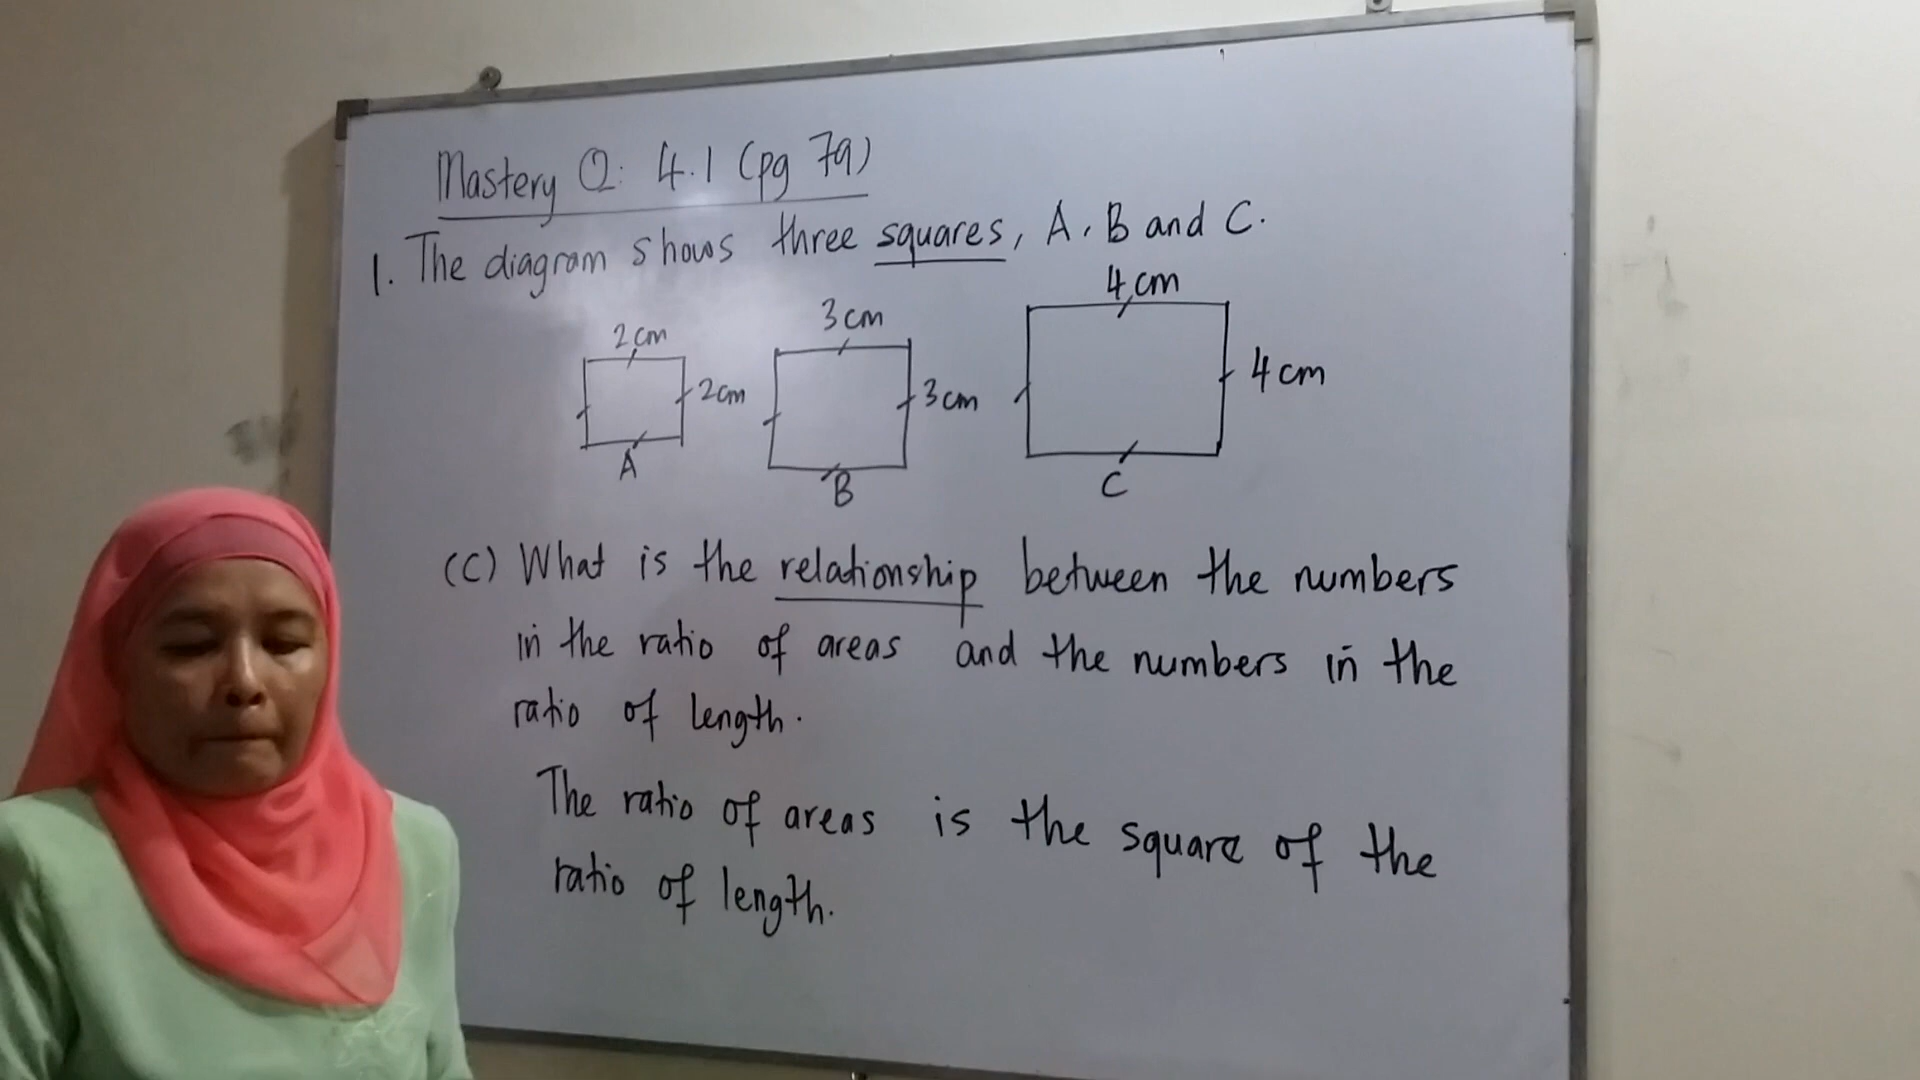 Mastery Q: 4.1 (pg 79)
1. The diagram shows three squares, A, B and C.
2 cm
2 cm
A
3 cm
3 cm
B
4 cm
4 cm
C
(c) What is the relationship between the numbers
in the ratio of areas and the numbers in the
ratio of length.
The ratio of areas is the square of the
ratio of length.